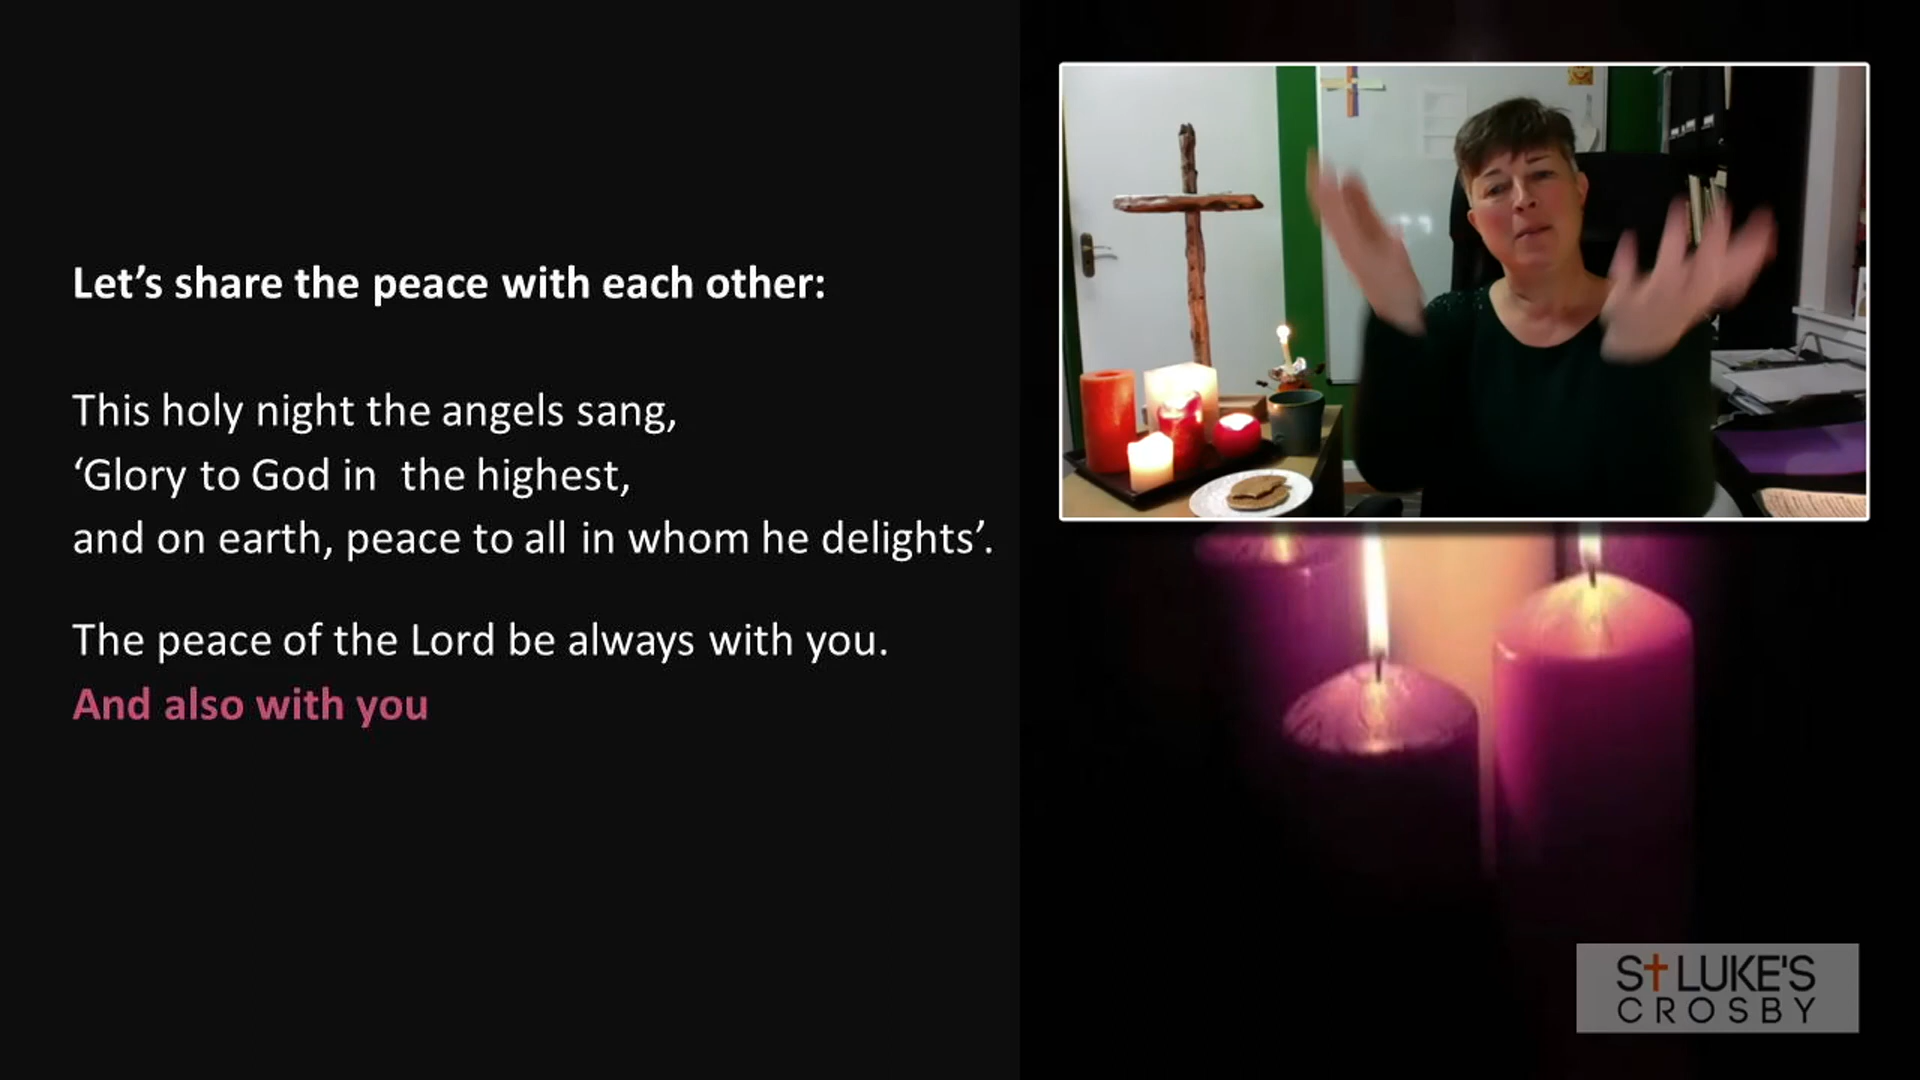 Let’s share the peace with each other:
This holy night the angels sang,
‘Glory to God in the highest,
and on earth, peace to all in whom he delights’.
The peace of the Lord be always with you.
And also with you
St LUKE'S
CROSBY